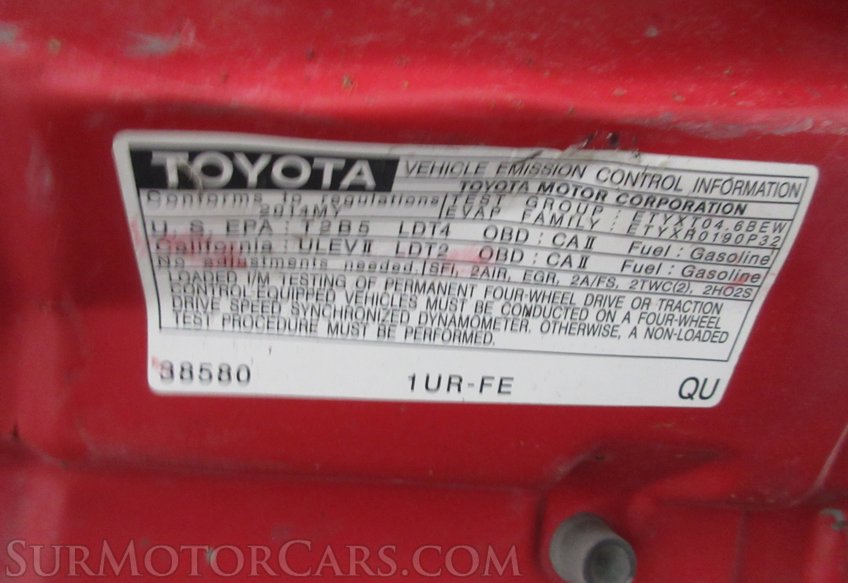 TOYOTA VEHICLE EMISSION CONTROL INFORMATION
TOYOTA MOTOR CORPORATION
Conforms to regulations : 2014MY
TEST GROUP : ETYXT04.6BEW
EVAP FAMILY : ETYXR0190P32
U. S. EPA : T2B5 LDT4 OBD : CA II Fuel : Gasoline
California : ULEV II LDT2 OBD : CA II Fuel : Gasoline
No adjustments needed. SFI, 2AIR, EGR, 2A/FS, 2TWC(2), 2HO2S
LOADED I/M TESTING OF PERMANENT FOUR-WHEEL DRIVE OR TRACTION
CONTROL EQUIPPED VEHICLES MUST BE CONDUCTED ON A FOUR-WHEEL
DRIVE SPEED SYNCHRONIZED DYNAMOMETER. OTHERWISE, A NON-LOADED
TEST PROCEDURE MUST BE PERFORMED.
38580 1UR-FE QU
SURMOTORCARS.COM